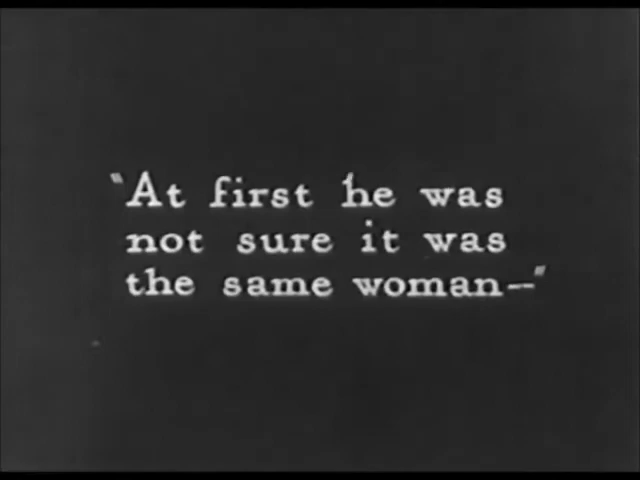 "At first he was
not sure it was
the same woman--"